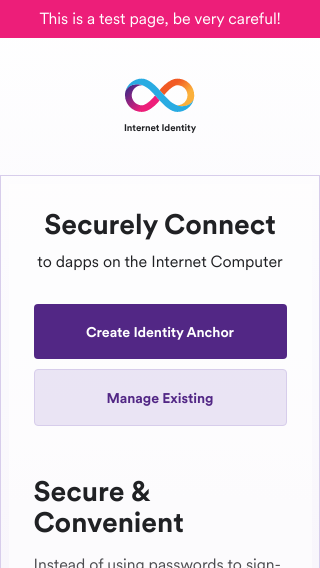 This is a test page, be very careful!
Internet Identity
Securely Connect
to dapps on the Internet Computer
Create Identity Anchor
Manage Existing
Secure &
Convenient
Instead of using passwords to sign-